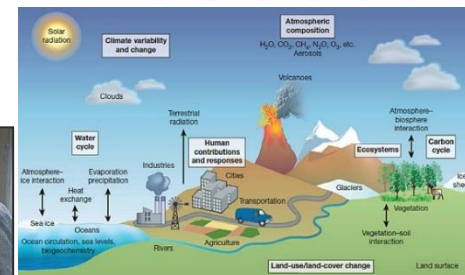 Solar
radiation
Climate variability
and change
Atmospheric
composition
H₂O, CO₂, CH₄, N₂O, O₃, etc.
Aerosols
Volcanoes
Clouds
Terrestrial
radiation
Atmosphere–
biosphere
interaction
Water
cycle
Human
contributions
and responses
Ecosystems
Carbon
cycle
Atmosphere-
ice interaction
Evaporation
precipitation
Heat
exchange
Industries
Cities
Transportation
Glaciers
Vegetation
Sea ice
Oceans
Ocean circulation, sea levels,
biogeochemistry
Rivers
Agriculture
Vegetation–soil
interaction
Land-use/land-cover change
Land surface